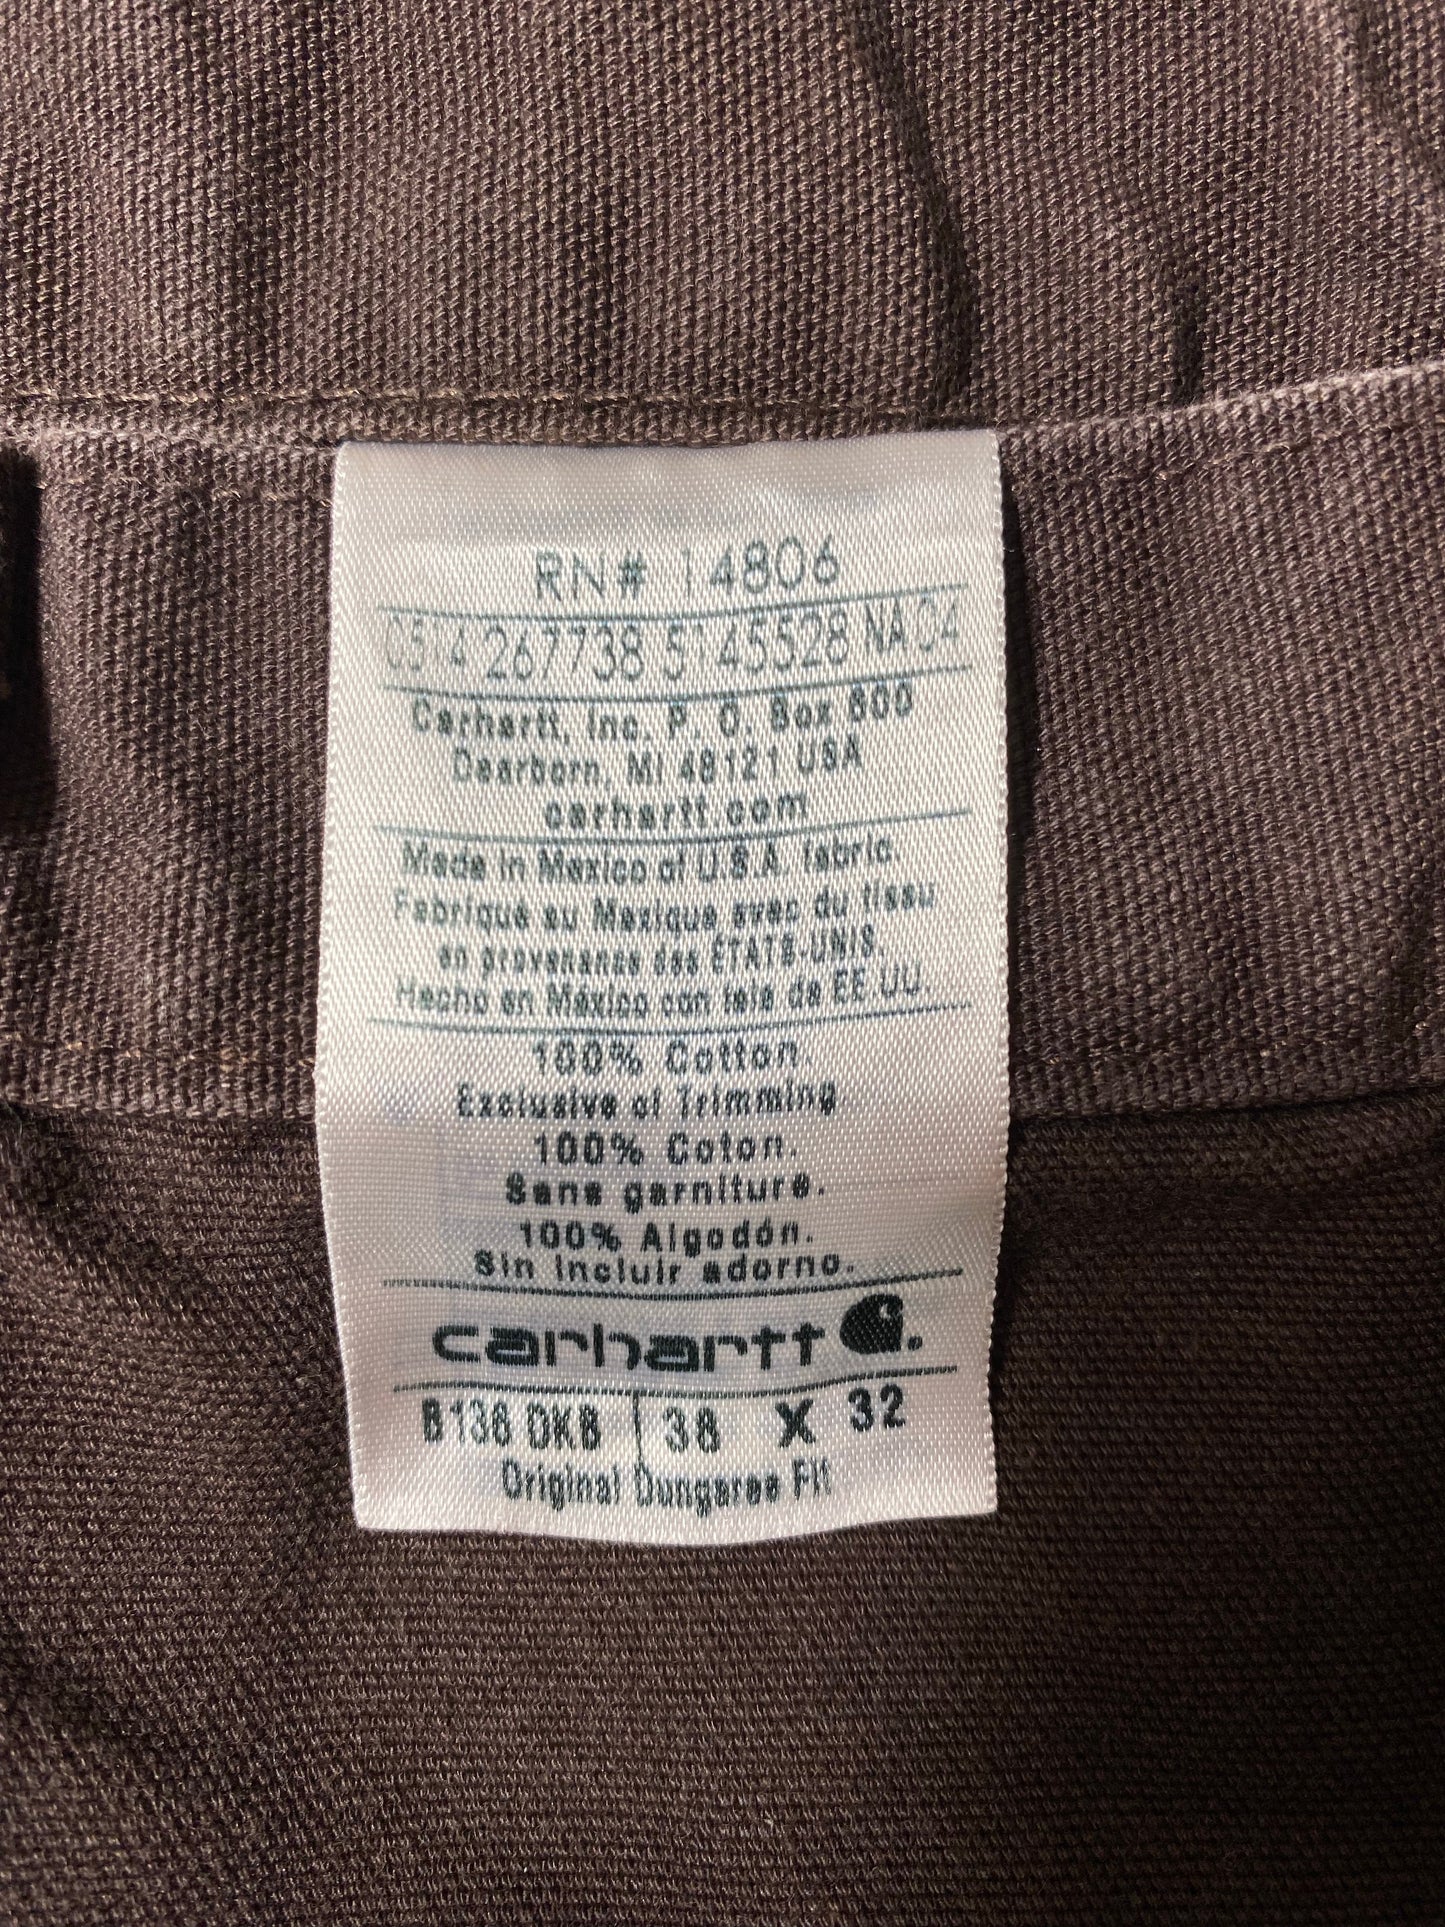 RN# 14806
0514 267738 5145528 NA 04
Carhartt, Inc. P. O. Box 600
Dearborn, MI 48121 USA
carhartt.com
Made in Mexico of U.S.A. fabric.
Fabriqué au Mexique avec du tissu
en provenance des ÉTATS-UNIS.
Hecho en México con tela de EE.UU.
100% Cotton.
Exclusive of Trimming
100% Coton.
Sans garniture.
100% Algodón.
Sin incluir adorno.
carhartt
B136 DKB 38 X 32
Original Dungaree Fit